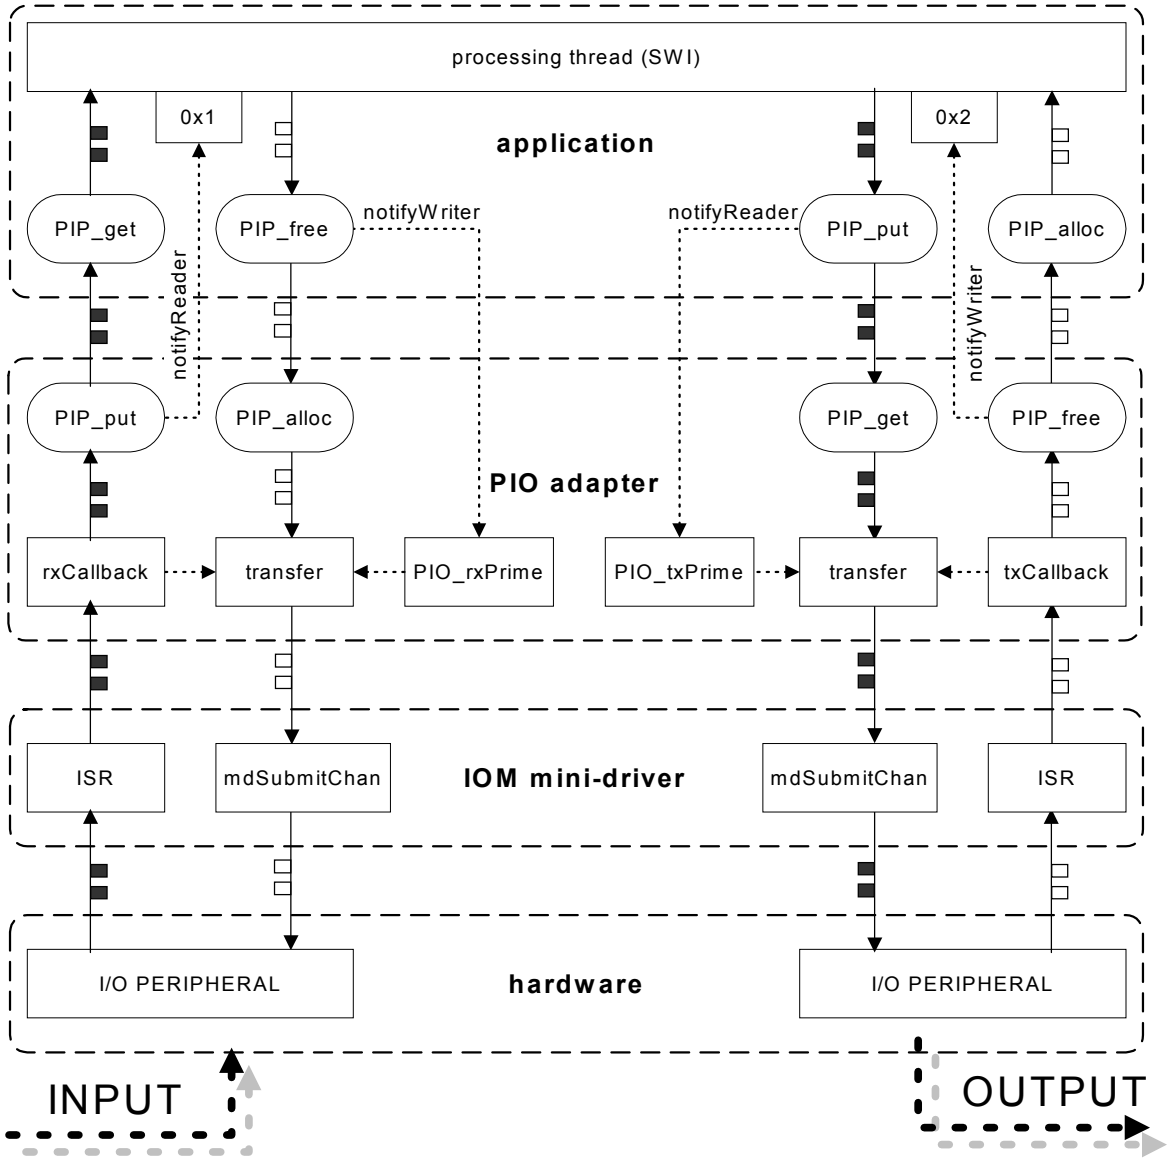 processing thread (SWI)
0x1
0x2
application
PIP_get
PIP_free
notifyWriter
notifyReader
PIP_put
PIP_alloc
notifyReader
notifyWriter
PIP_put
PIP_alloc
PIP_get
PIP_free
PIO adapter
rxCallback
transfer
PIO_rxPrime
PIO_txPrime
transfer
txCallback
ISR
mdSubmitChan
IOM mini-driver
mdSubmitChan
ISR
I/O PERIPHERAL
hardware
I/O PERIPHERAL
INPUT
OUTPUT